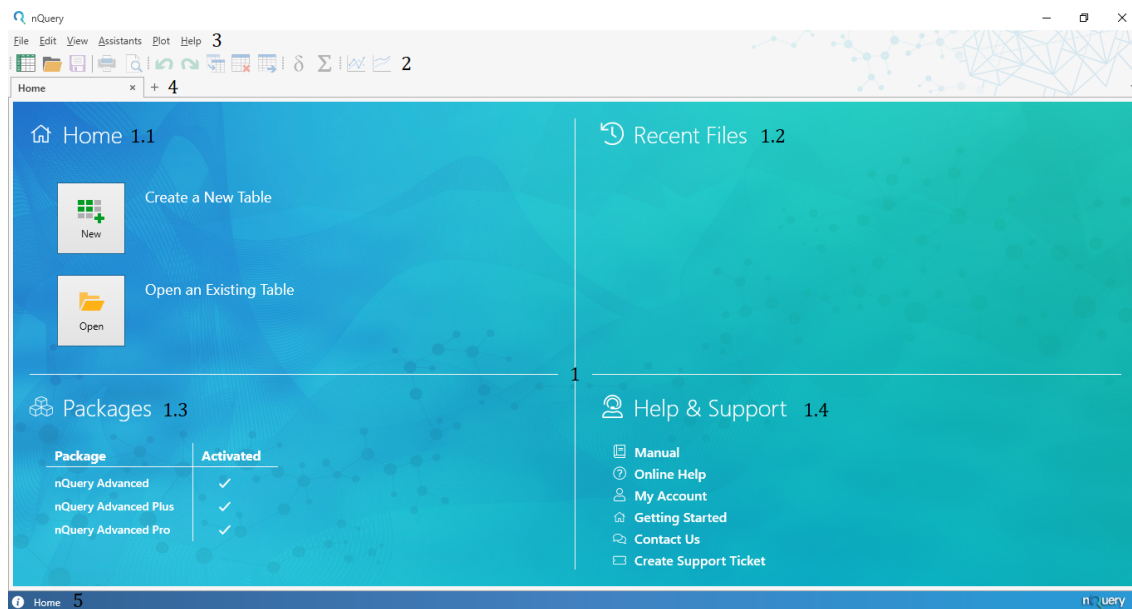 nQuery
File Edit View Assistants Plot Help 3
δ Σ 2
Home × + 4
Home 1.1
Create a New Table
New
Open an Existing Table
Open
Recent Files 1.2
1
Packages 1.3
Package Activated
nQuery Advanced ✓
nQuery Advanced Plus ✓
nQuery Advanced Pro ✓
Help & Support 1.4
Manual
Online Help
My Account
Getting Started
Contact Us
Create Support Ticket
Home 5
nQuery